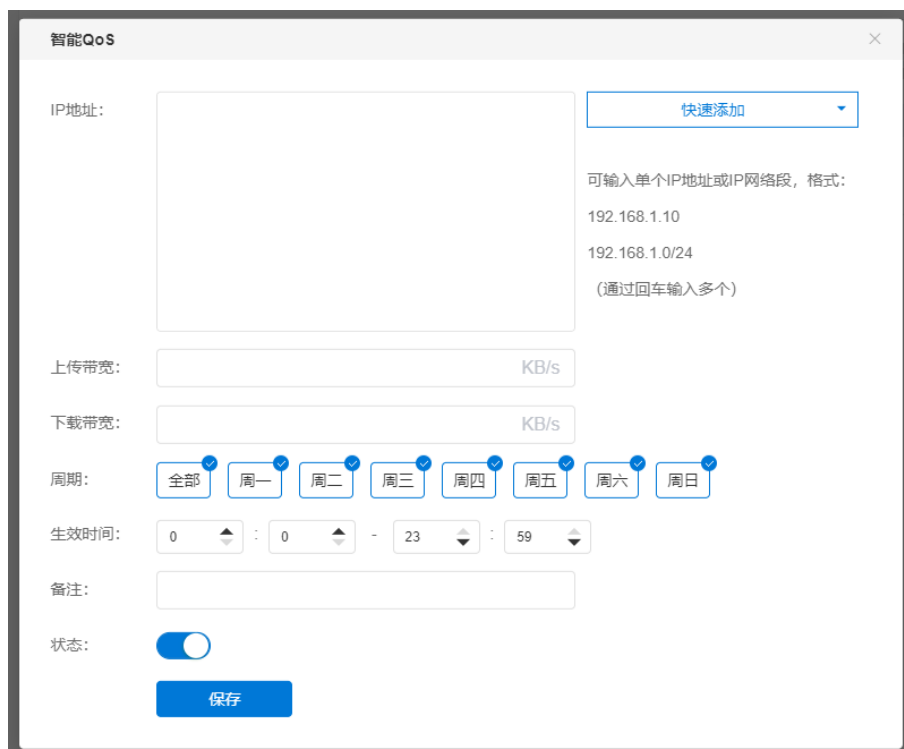 智能QoS
IP地址：
快速添加
可输入单个IP地址或IP网络段，格式：
192.168.1.10
192.168.1.0/24
（通过回车输入多个）
上传带宽： KB/s
下载带宽： KB/s
周期： 全部 周一 周二 周三 周四 周五 周六 周日
生效时间： 0 : 0 - 23 : 59
备注：
状态：
保存